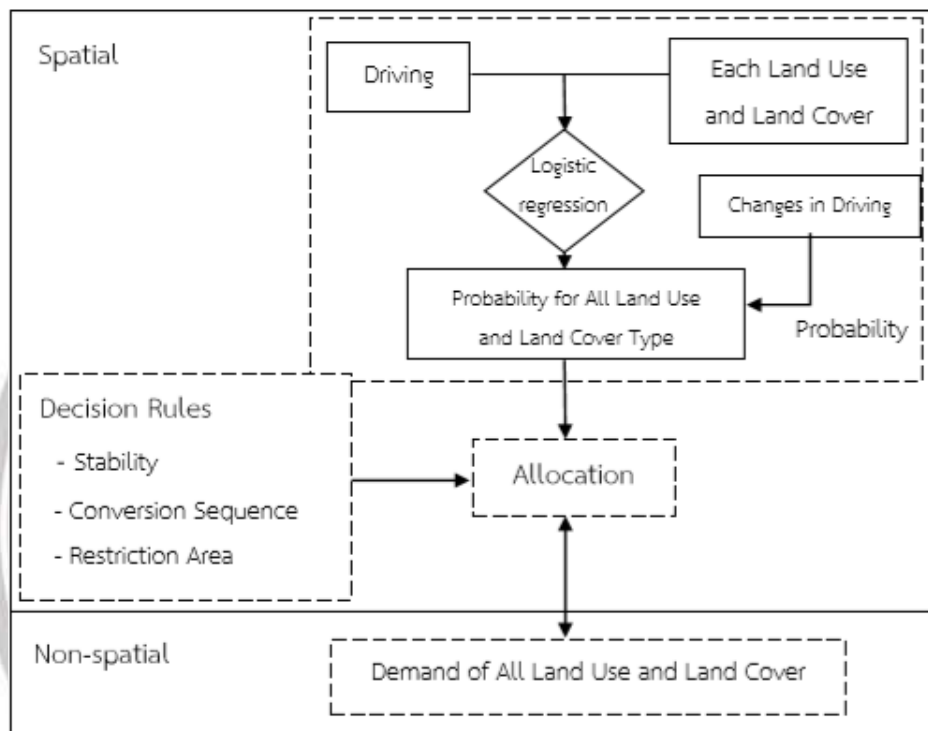 Spatial
Driving
Each Land Use
and Land Cover
Logistic
regression
Changes in Driving
Probability for All Land Use
and Land Cover Type
Probability
Decision Rules
- Stability
- Conversion Sequence
- Restriction Area
Allocation
Non-spatial
Demand of All Land Use and Land Cover